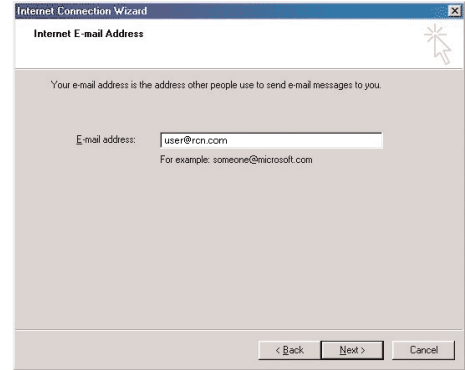 Internet Connection Wizard
Internet E-mail Address
Your e-mail address is the address other people use to send e-mail messages to you.
E-mail address: user@rcn.com
For example: someone@microsoft.com
< Back Next > Cancel